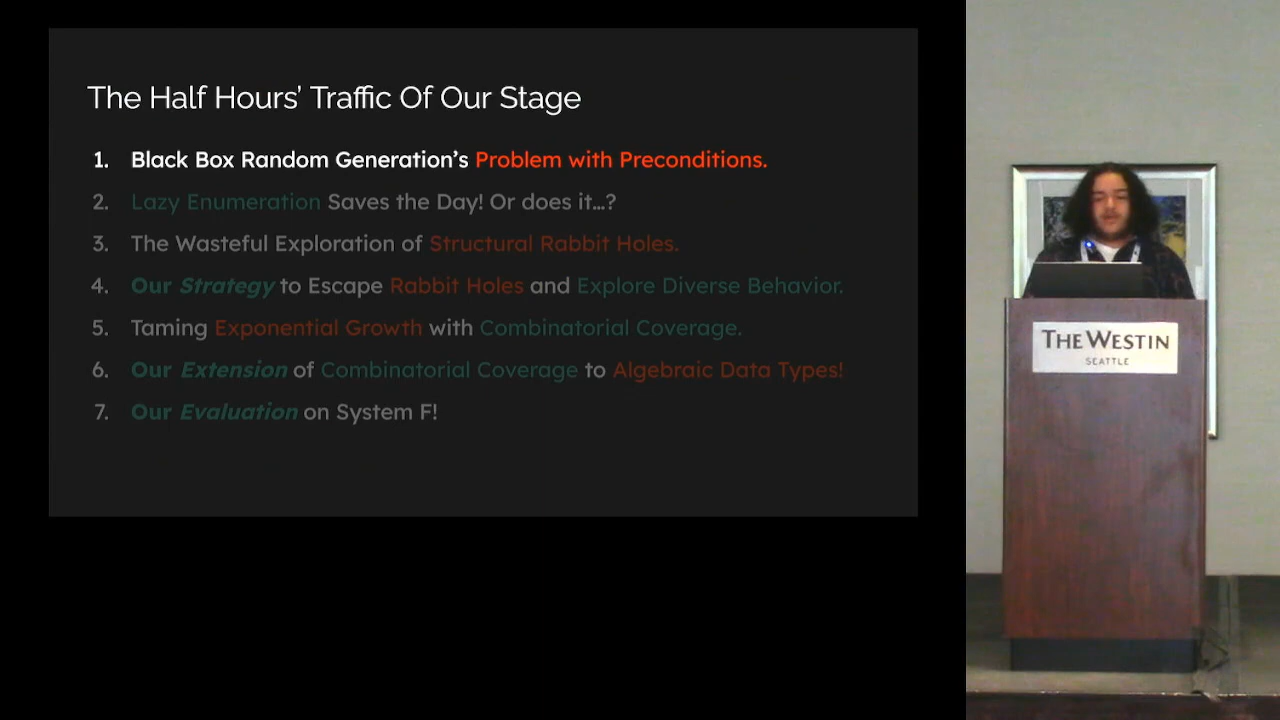 The Half Hours’ Traffic Of Our Stage
1. Black Box Random Generation’s Problem with Preconditions.
2. Lazy Enumeration Saves the Day! Or does it...?
3. The Wasteful Exploration of Structural Rabbit Holes.
4. Our Strategy to Escape Rabbit Holes and Explore Diverse Behavior.
5. Taming Exponential Growth with Combinatorial Coverage.
6. Our Extension of Combinatorial Coverage to Algebraic Data Types!
7. Our Evaluation on System F!
THE WESTIN
SEATTLE